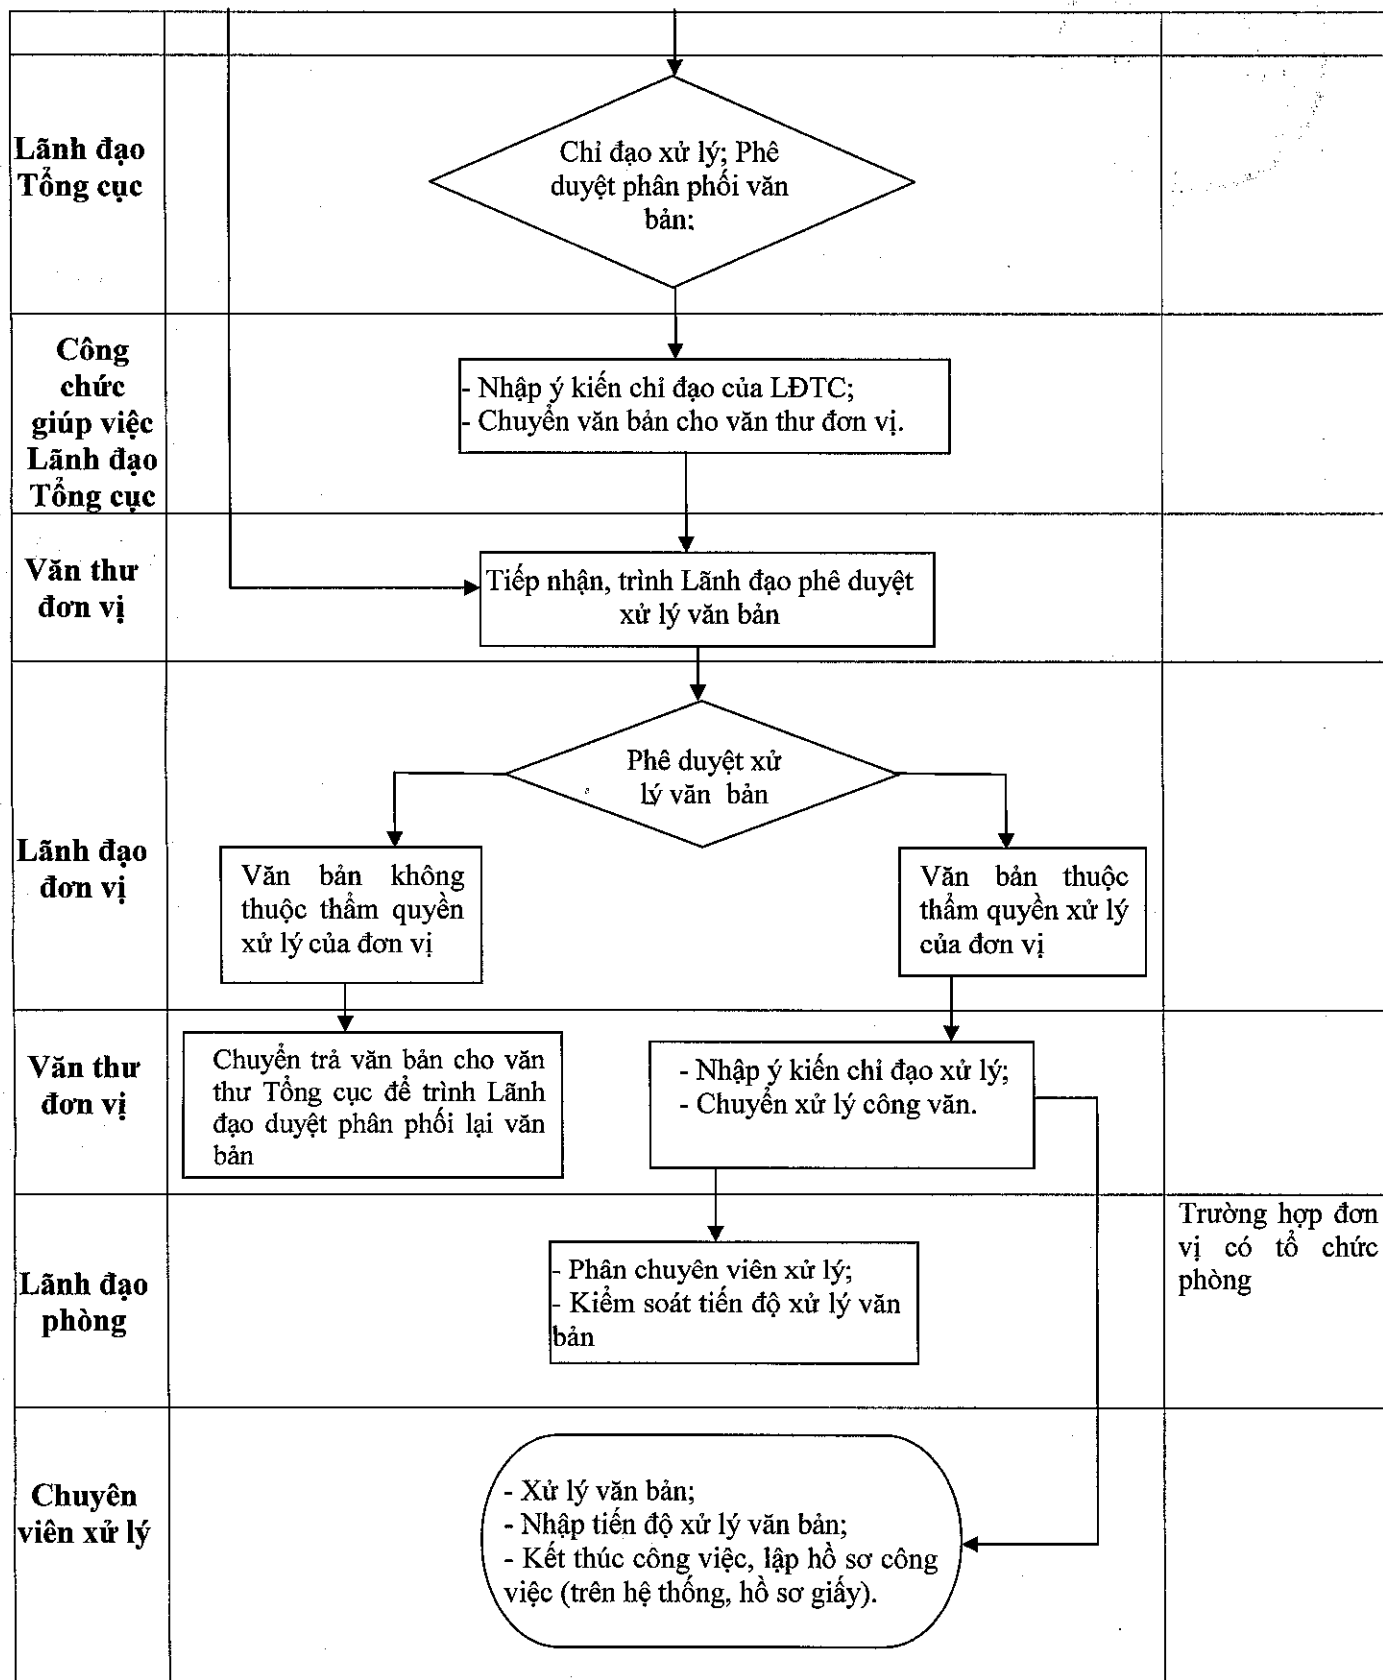 Lãnh đạo
Tổng cục
Chỉ đạo xử lý; Phê
duyệt phân phối văn
bản;
Công
chức
giúp việc
Lãnh đạo
Tổng cục
- Nhập ý kiến chỉ đạo của LĐTC;
- Chuyển văn bản cho văn thư đơn vị.
Văn thư
đơn vị
Tiếp nhận, trình Lãnh đạo phê duyệt
xử lý văn bản
Lãnh đạo
đơn vị
Phê duyệt xử
lý văn bản
Văn bản không
thuộc thẩm quyền
xử lý của đơn vị
Văn bản thuộc
thẩm quyền xử lý
của đơn vị
Văn thư
đơn vị
Chuyển trả văn bản cho văn
thư Tổng cục để trình Lãnh
đạo duyệt phân phối lại văn
bản
- Nhập ý kiến chỉ đạo xử lý;
- Chuyển xử lý công văn.
Lãnh đạo
phòng
- Phân chuyên viên xử lý;
- Kiểm soát tiến độ xử lý văn
bản
Trường hợp đơn
vị có tổ chức
phòng
Chuyên
viên xử lý
- Xử lý văn bản;
- Nhập tiến độ xử lý văn bản;
- Kết thúc công việc, lập hồ sơ công
việc (trên hệ thống, hồ sơ giấy).